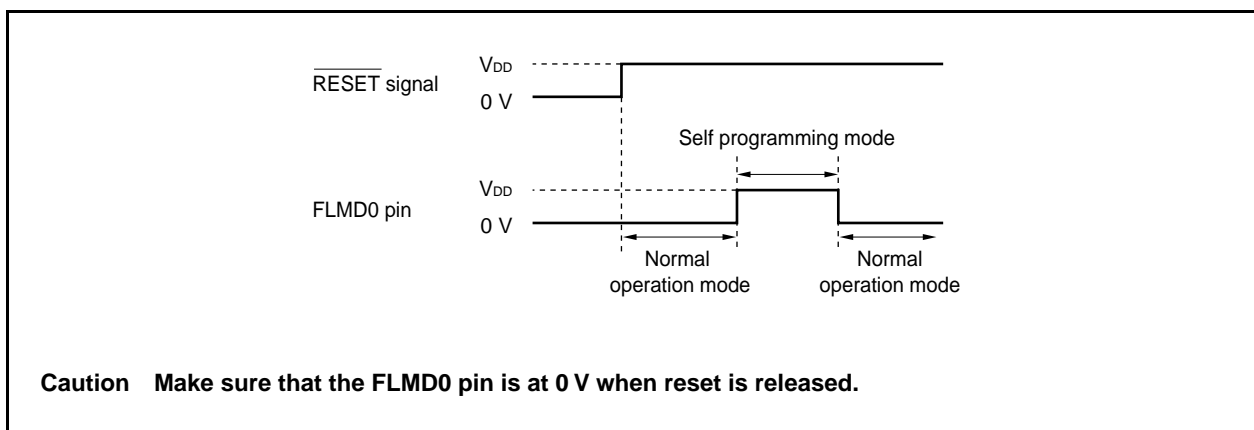 VDD
RESET signal
0 V
Self programming mode
VDD
FLMD0 pin
0 V
Normal
operation mode
Normal
operation mode
Caution Make sure that the FLMD0 pin is at 0 V when reset is released.